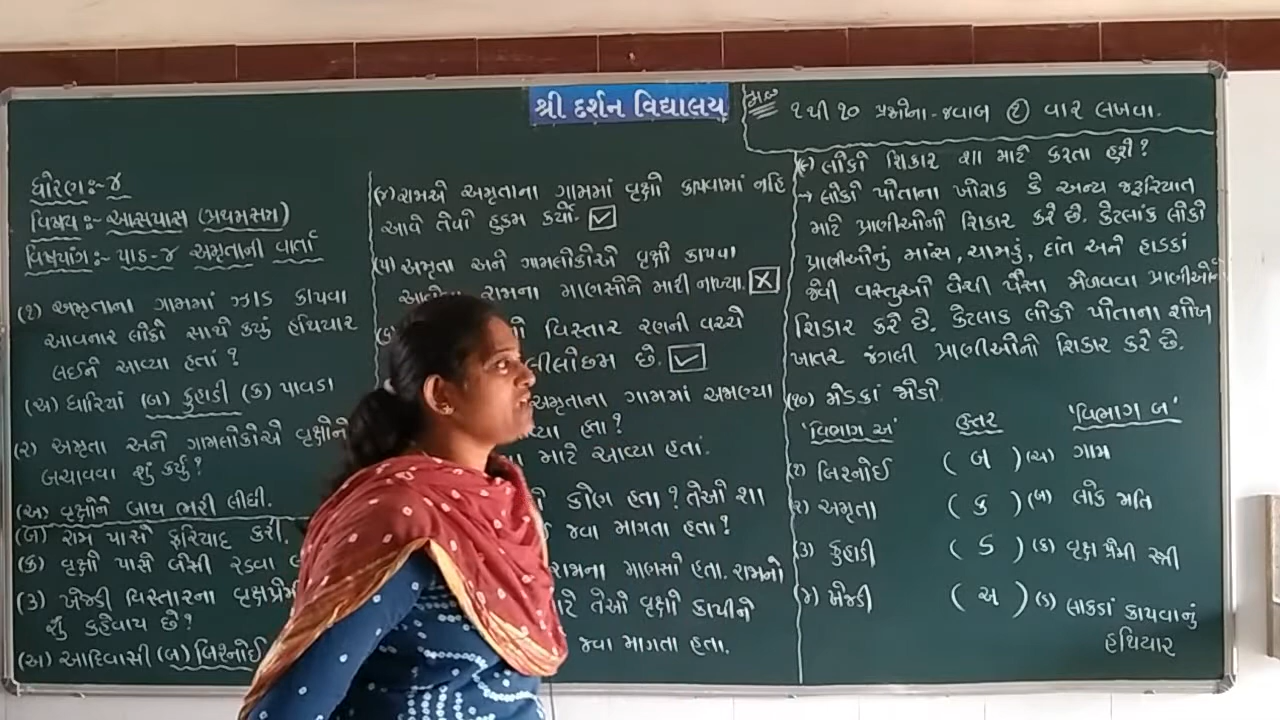 શ્રી દર્શન વિદ્યાલય
૧ થી ૧૦ પ્રશ્નોના જવાબ ૨ વાર લખવા.
ધોરણ:-૪
વિષય :- આસપાસ (પ્રથમસત્ર)
વિષયાંગ:- પાઠ-૪ અમૃતાની વાર્તા
(૧) અમૃતાના ગામમાં ઝાડ કાપવા
આવનાર લોકો સાથે કયું હથિયાર
લઈને આવ્યા હતાં ?
(અ) ધારિયાં (બ) કુહાડી (ક) પાવડા
(૨) અમૃતા અને ગામલોકોએ વૃક્ષોને
બચાવવા શું કર્યું?
(અ) વૃક્ષોને બાથ ભરી લીધી.
(બ) રાજા પાસે ફરિયાદ કરી.
(ક) વૃક્ષો પાસે બેસી રડવા
(૩) ખેજડી વિસ્તારના વૃક્ષપ્રેમી
શું કહેવાય છે?
(અ) આદિવાસી (બ) બિશ્નોઈ
(૪) રાજાએ અમૃતાના ગામમાં વૃક્ષો કાપવામાં નહિ
આવે તેવો હુકમ કર્યો. ☑
(૫) અમૃતા અને ગામલોકોએ વૃક્ષો કાપવા
રાજાના માણસોને મારી નાખ્યા. ☒
વિસ્તાર રણની વચ્ચે
લીલોછમ છે. ☑
અમૃતાના ગામમાં અજાણ્યા
હતા ?
માટે આવ્યા હતાં.
કોણ હતા ? તેઓ શા
જવા માગતા હતા?
રાજાના માણસો હતા. રાજાનો
તેઓ વૃક્ષો કાપીને
જવા માગતા હતા.
(૯) લોકો શિકાર શા માટે કરતા હશે ?
→ લોકો પોતાના ખોરાક કે અન્ય જરૂરિયાત
માટે પ્રાણીઓનો શિકાર કરે છે. કેટલાંક લોકો
પ્રાણીઓનું માંસ, ચામડું, દાંત અને હાડકાં
જેવી વસ્તુઓ વેચી પૈસા મેળવવા પ્રાણીઓનો
શિકાર કરે છે. કેટલાક લોકો પોતાના શોખ
ખાતર જંગલી પ્રાણીઓનો શિકાર કરે છે.
(૧૦) જોડકાં જોડો.
'વિભાગ અ' ઉત્તર 'વિભાગ બ'
(૧) બિશ્નોઈ ( બ ) (અ) ગામ
(૨) અમૃતા ( ક ) (બ) લોક જાતિ
(૩) કુહાડી ( ડ ) (ક) વૃક્ષ પ્રેમી સ્ત્રી
(૪) ખેજડી ( અ ) (ડ) લાકડાં કાપવાનું
હથિયાર